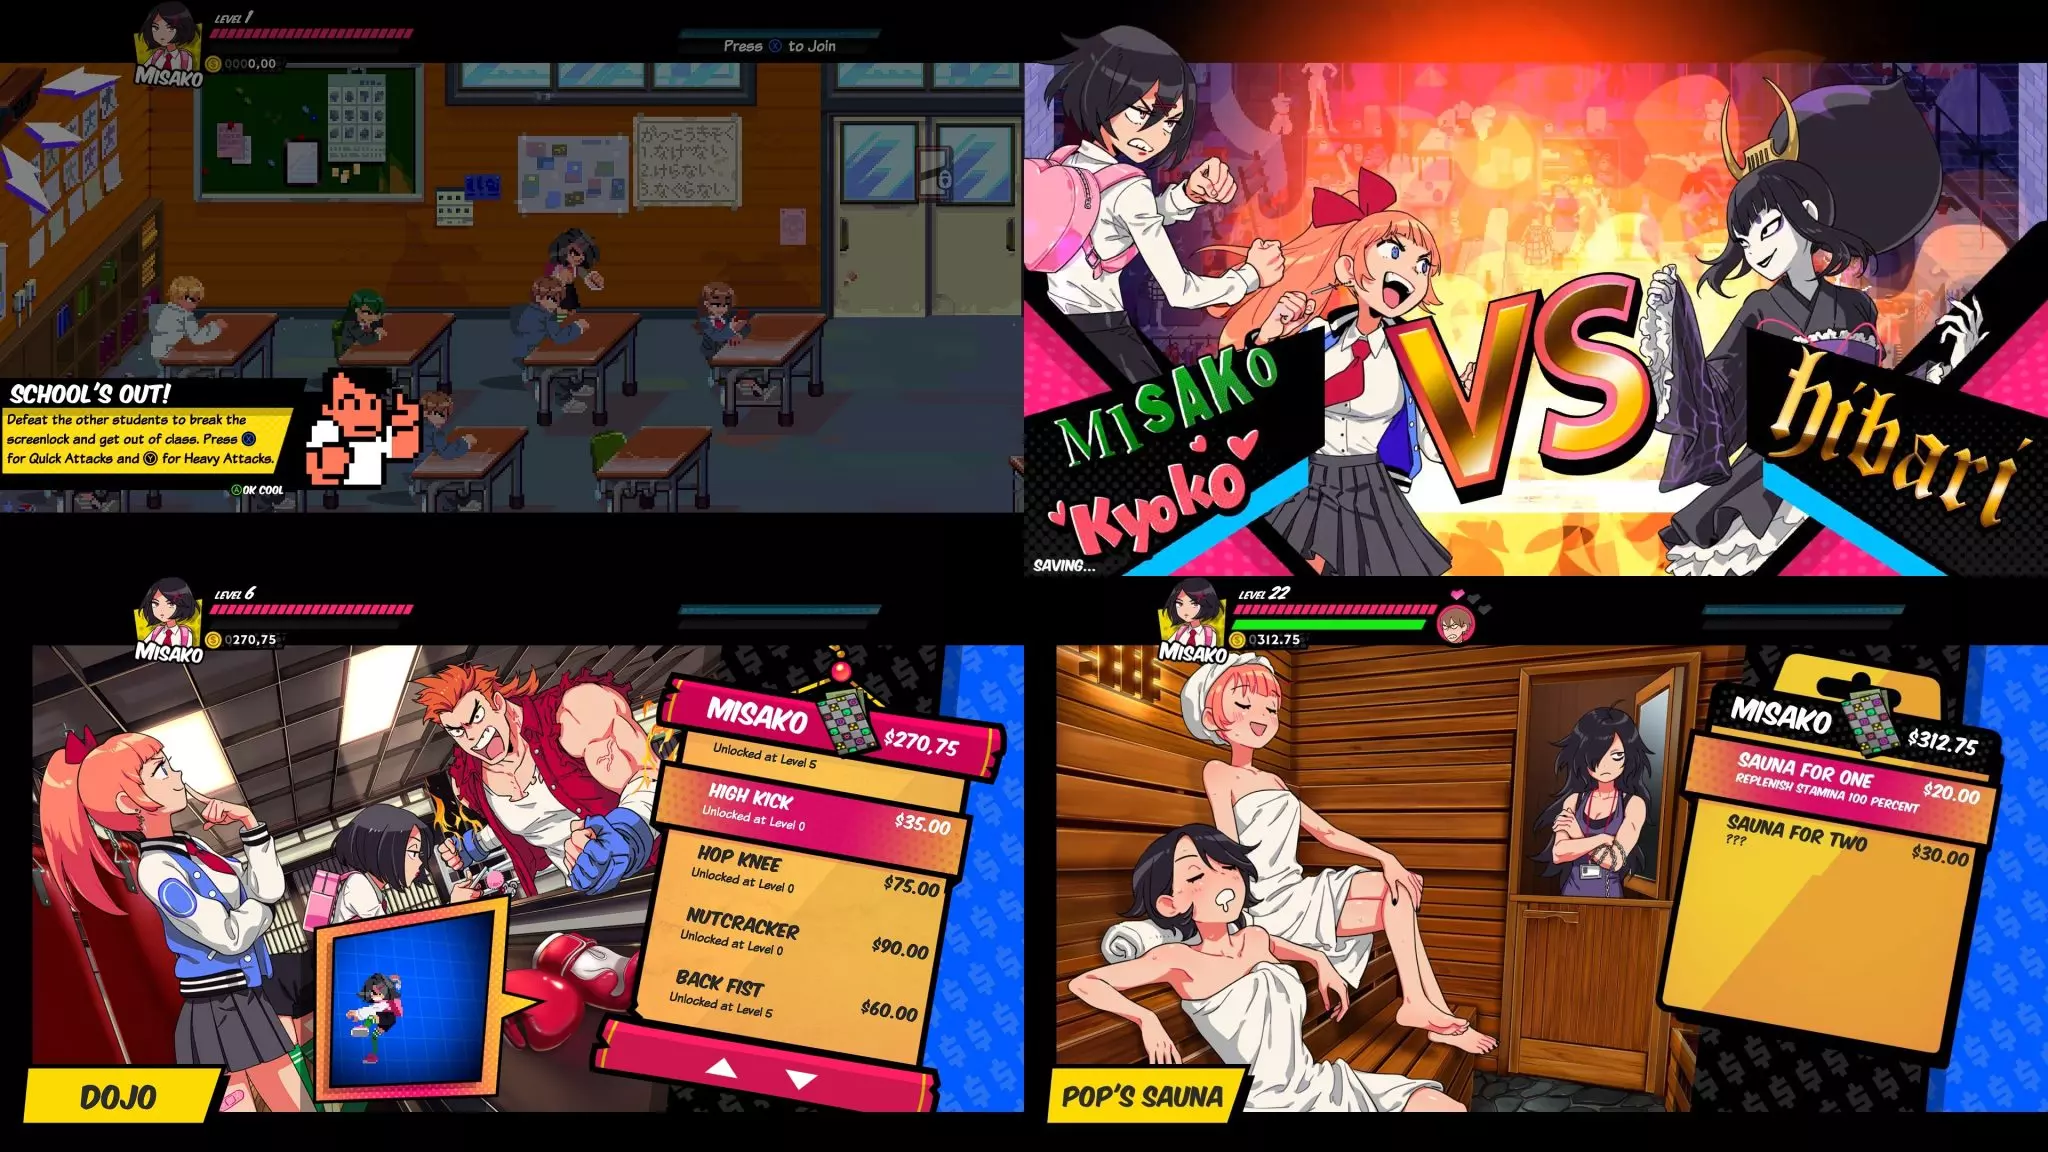 LEVEL 1
MISAKO
0000,00
Press X to Join
がっこうきそく
1.なげない
2.けらない
3.なぐらない
SCHOOL'S OUT!
Defeat the other students to break the
screenlock and get out of class. Press X
for Quick Attacks and Y for Heavy Attacks.
A OK COOL
MISAKO
Kyoko
VS
hibari
SAVING...
LEVEL 6
MISAKO
0270,75
MISAKO
$270,75
Unlocked at Level 5
HIGH KICK
Unlocked at Level 0
$35.00
HOP KNEE
Unlocked at Level 0
$75.00
NUTCRACKER
Unlocked at Level 0
$90.00
BACK FIST
Unlocked at Level 5
$60.00
DOJO
LEVEL 22
MISAKO
0312.75
MISAKO
$312.75
SAUNA FOR ONE
REPLENISH STAMINA 100 PERCENT
$20.00
SAUNA FOR TWO
???
$30.00
POP'S SAUNA